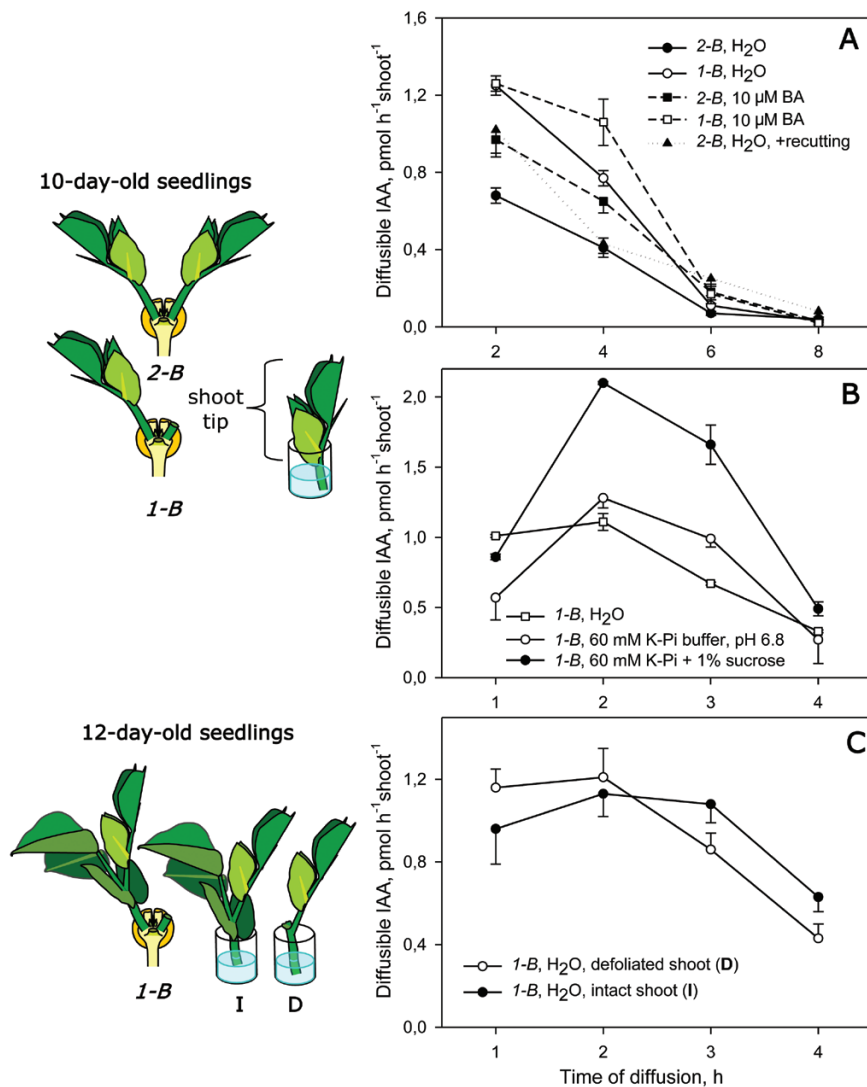 10-day-old seedlings
2-B
shoot
tip
1-B
A
Diffusible IAA, pmol h⁻¹shoot⁻¹
1,6
1,2
0,8
0,4
0,0
2-B, H₂O
1-B, H₂O
2-B, 10 µM BA
1-B, 10 µM BA
2-B, H₂O, +recutting
2 4 6 8
B
Diffusible IAA, pmol h⁻¹shoot⁻¹
2,0
1,5
1,0
0,5
0,0
1-B, H₂O
1-B, 60 mM K-Pi buffer, pH 6.8
1-B, 60 mM K-Pi + 1% sucrose
1 2 3 4
12-day-old seedlings
1-B
I D
C
Diffusible IAA, pmol h⁻¹shoot⁻¹
1,2
0,8
0,4
0,0
1-B, H₂O, defoliated shoot (D)
1-B, H₂O, intact shoot (I)
1 2 3 4
Time of diffusion, h